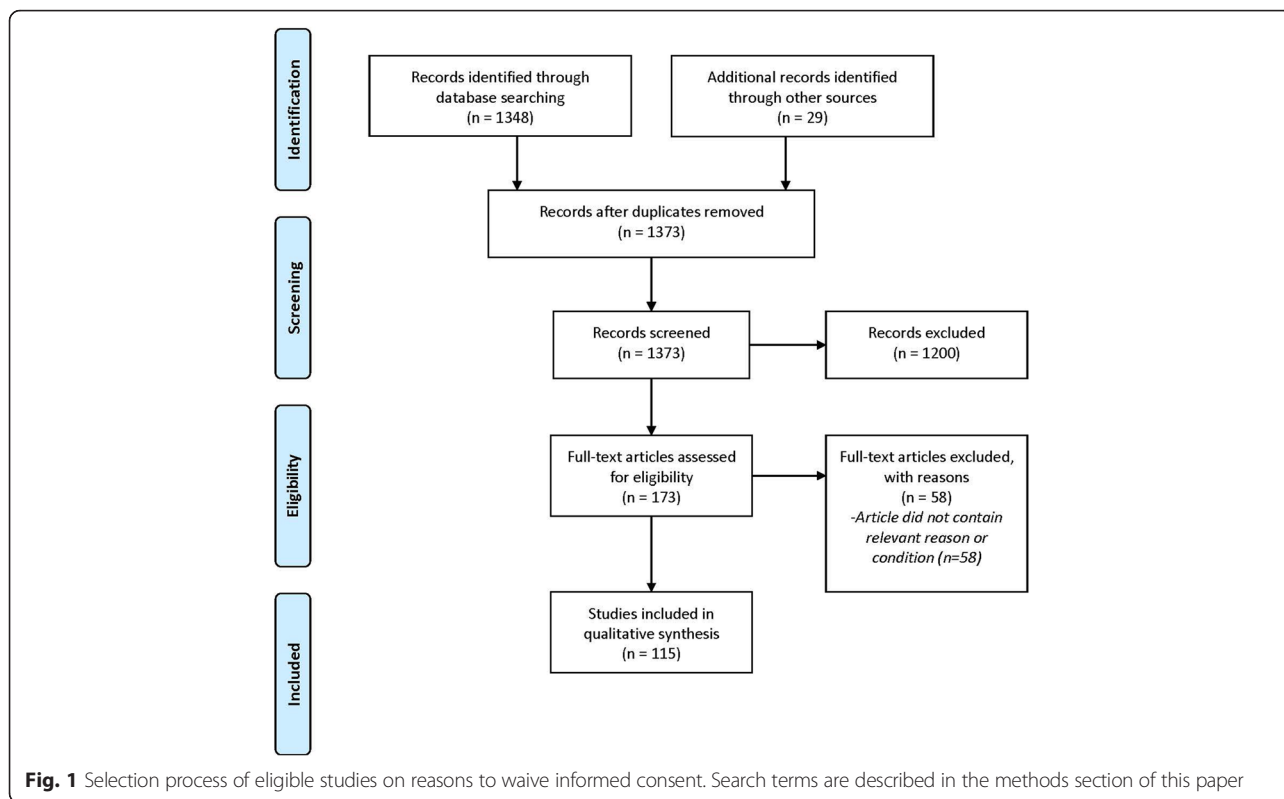 Identification
Records identified through
database searching
(n = 1348)
Additional records identified
through other sources
(n = 29)
Screening
Records after duplicates removed
(n = 1373)
Records screened
(n = 1373)
Records excluded
(n = 1200)
Eligibility
Full-text articles assessed
for eligibility
(n = 173)
Full-text articles excluded,
with reasons
(n = 58)
-Article did not contain
relevant reason or
condition (n=58)
Included
Studies included in
qualitative synthesis
(n = 115)
Fig. 1 Selection process of eligible studies on reasons to waive informed consent. Search terms are described in the methods section of this paper